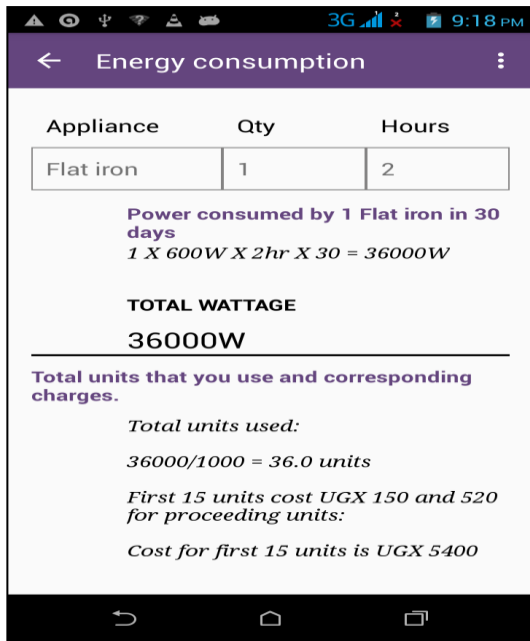 3G 9:18 PM
Energy consumption
Appliance Qty Hours
Flat iron 1 2
Power consumed by 1 Flat iron in 30
days
1 X 600W X 2hr X 30 = 36000W
TOTAL WATTAGE
36000W
Total units that you use and corresponding
charges.
Total units used:
36000/1000 = 36.0 units
First 15 units cost UGX 150 and 520
for proceeding units:
Cost for first 15 units is UGX 5400